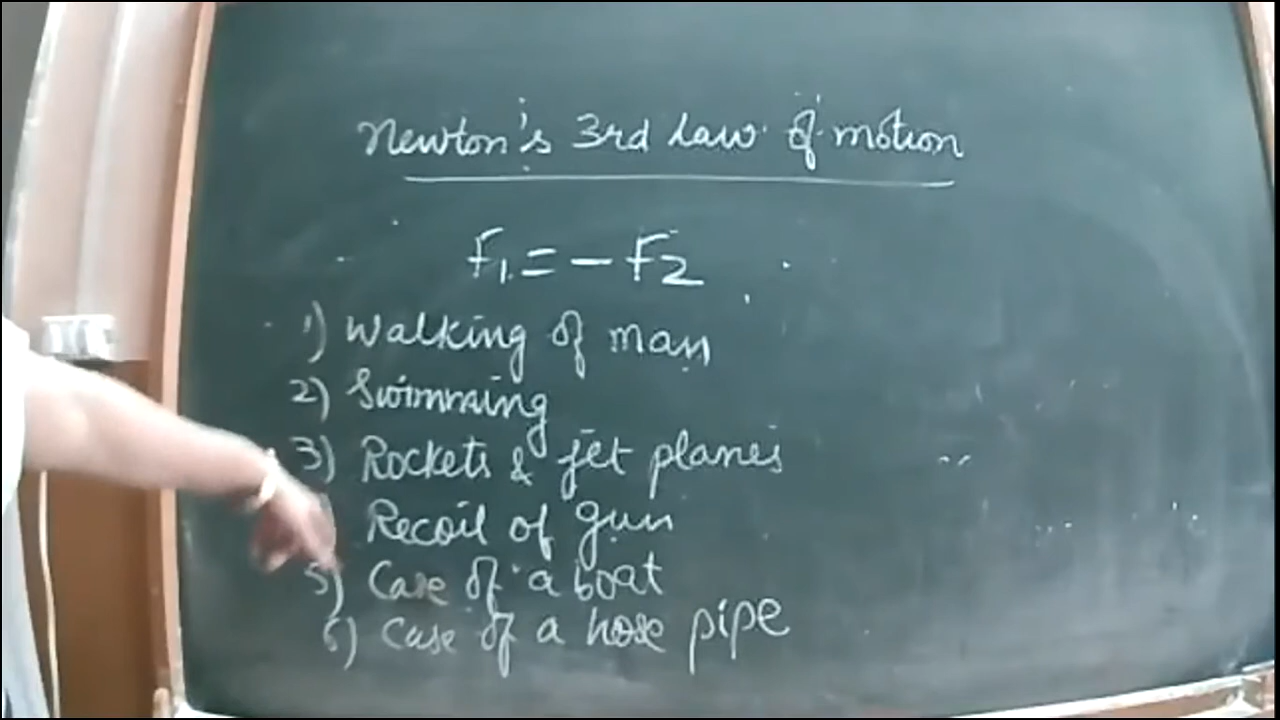 Newton's 3rd law of motion
F1 = - F2
1) Walking of man
2) Swimming
3) Rockets & jet planes
Recoil of gun
5) Case of a boat
6) Case of a hose pipe